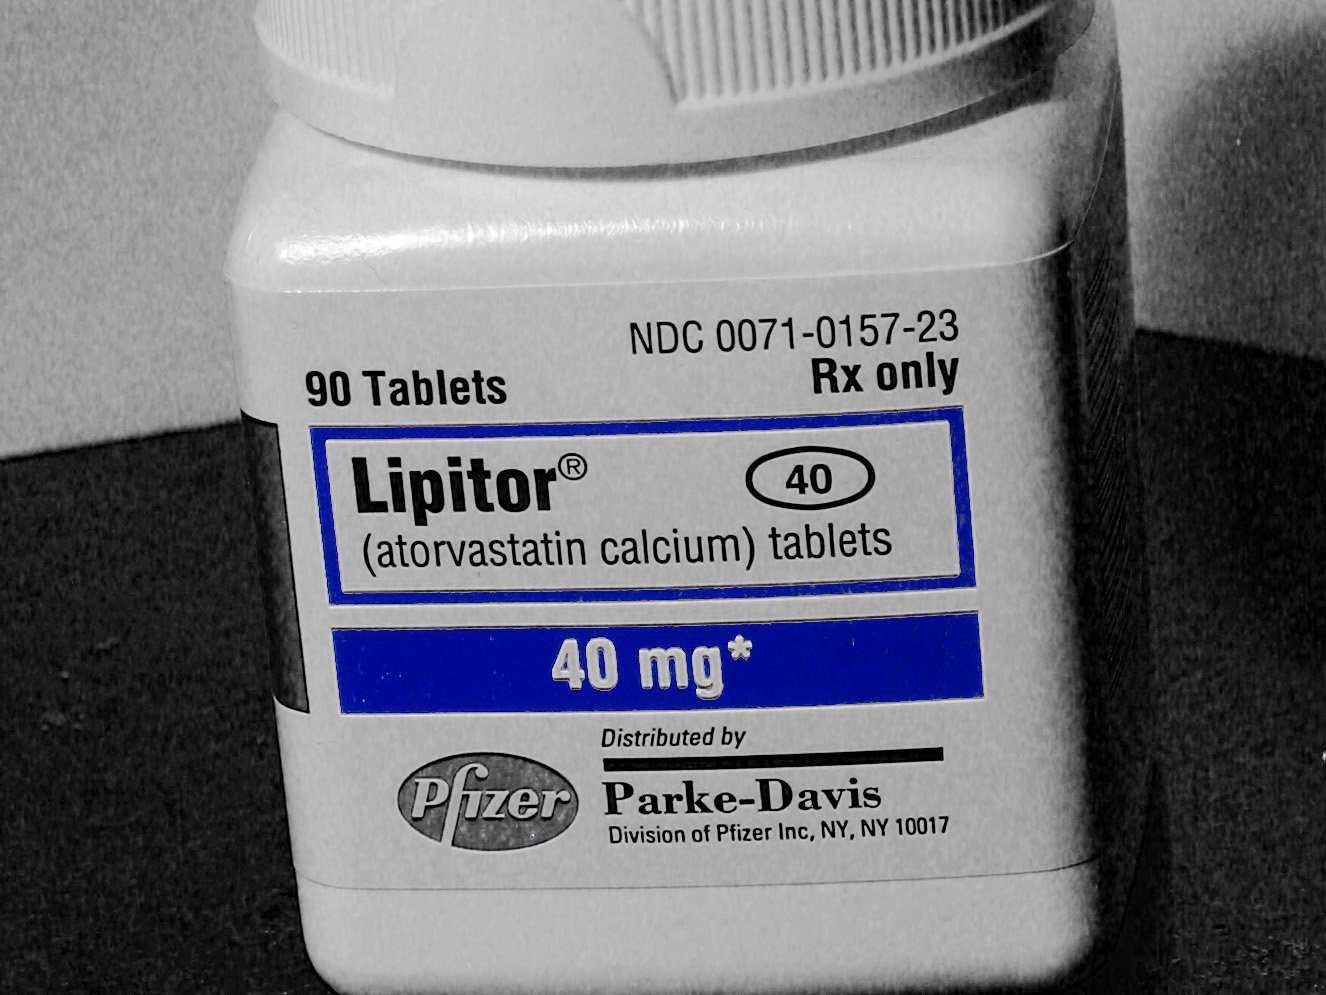 NDC 0071-0157-23
90 Tablets
Rx only
Lipitor®
40
(atorvastatin calcium) tablets
40 mg*
Distributed by
Pfizer
Parke-Davis
Division of Pfizer Inc, NY, NY 10017